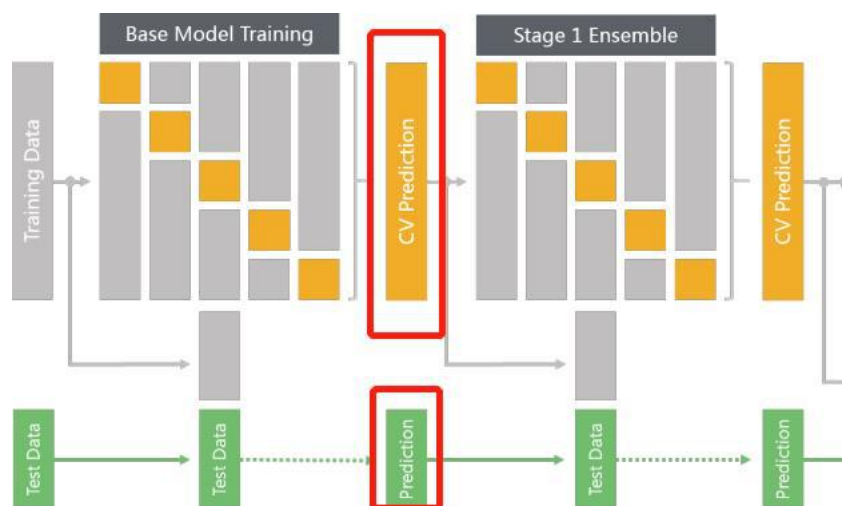 Base Model Training
Stage 1 Ensemble
Training Data
CV Prediction
CV Prediction
Test Data
Test Data
Prediction
Test Data
Prediction